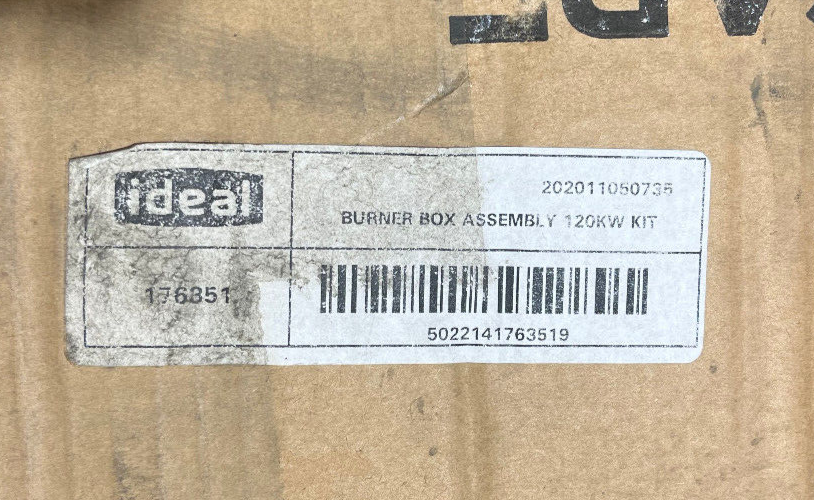 ideal
202011050735
BURNER BOX ASSEMBLY 120KW KIT
176351
5022141763519